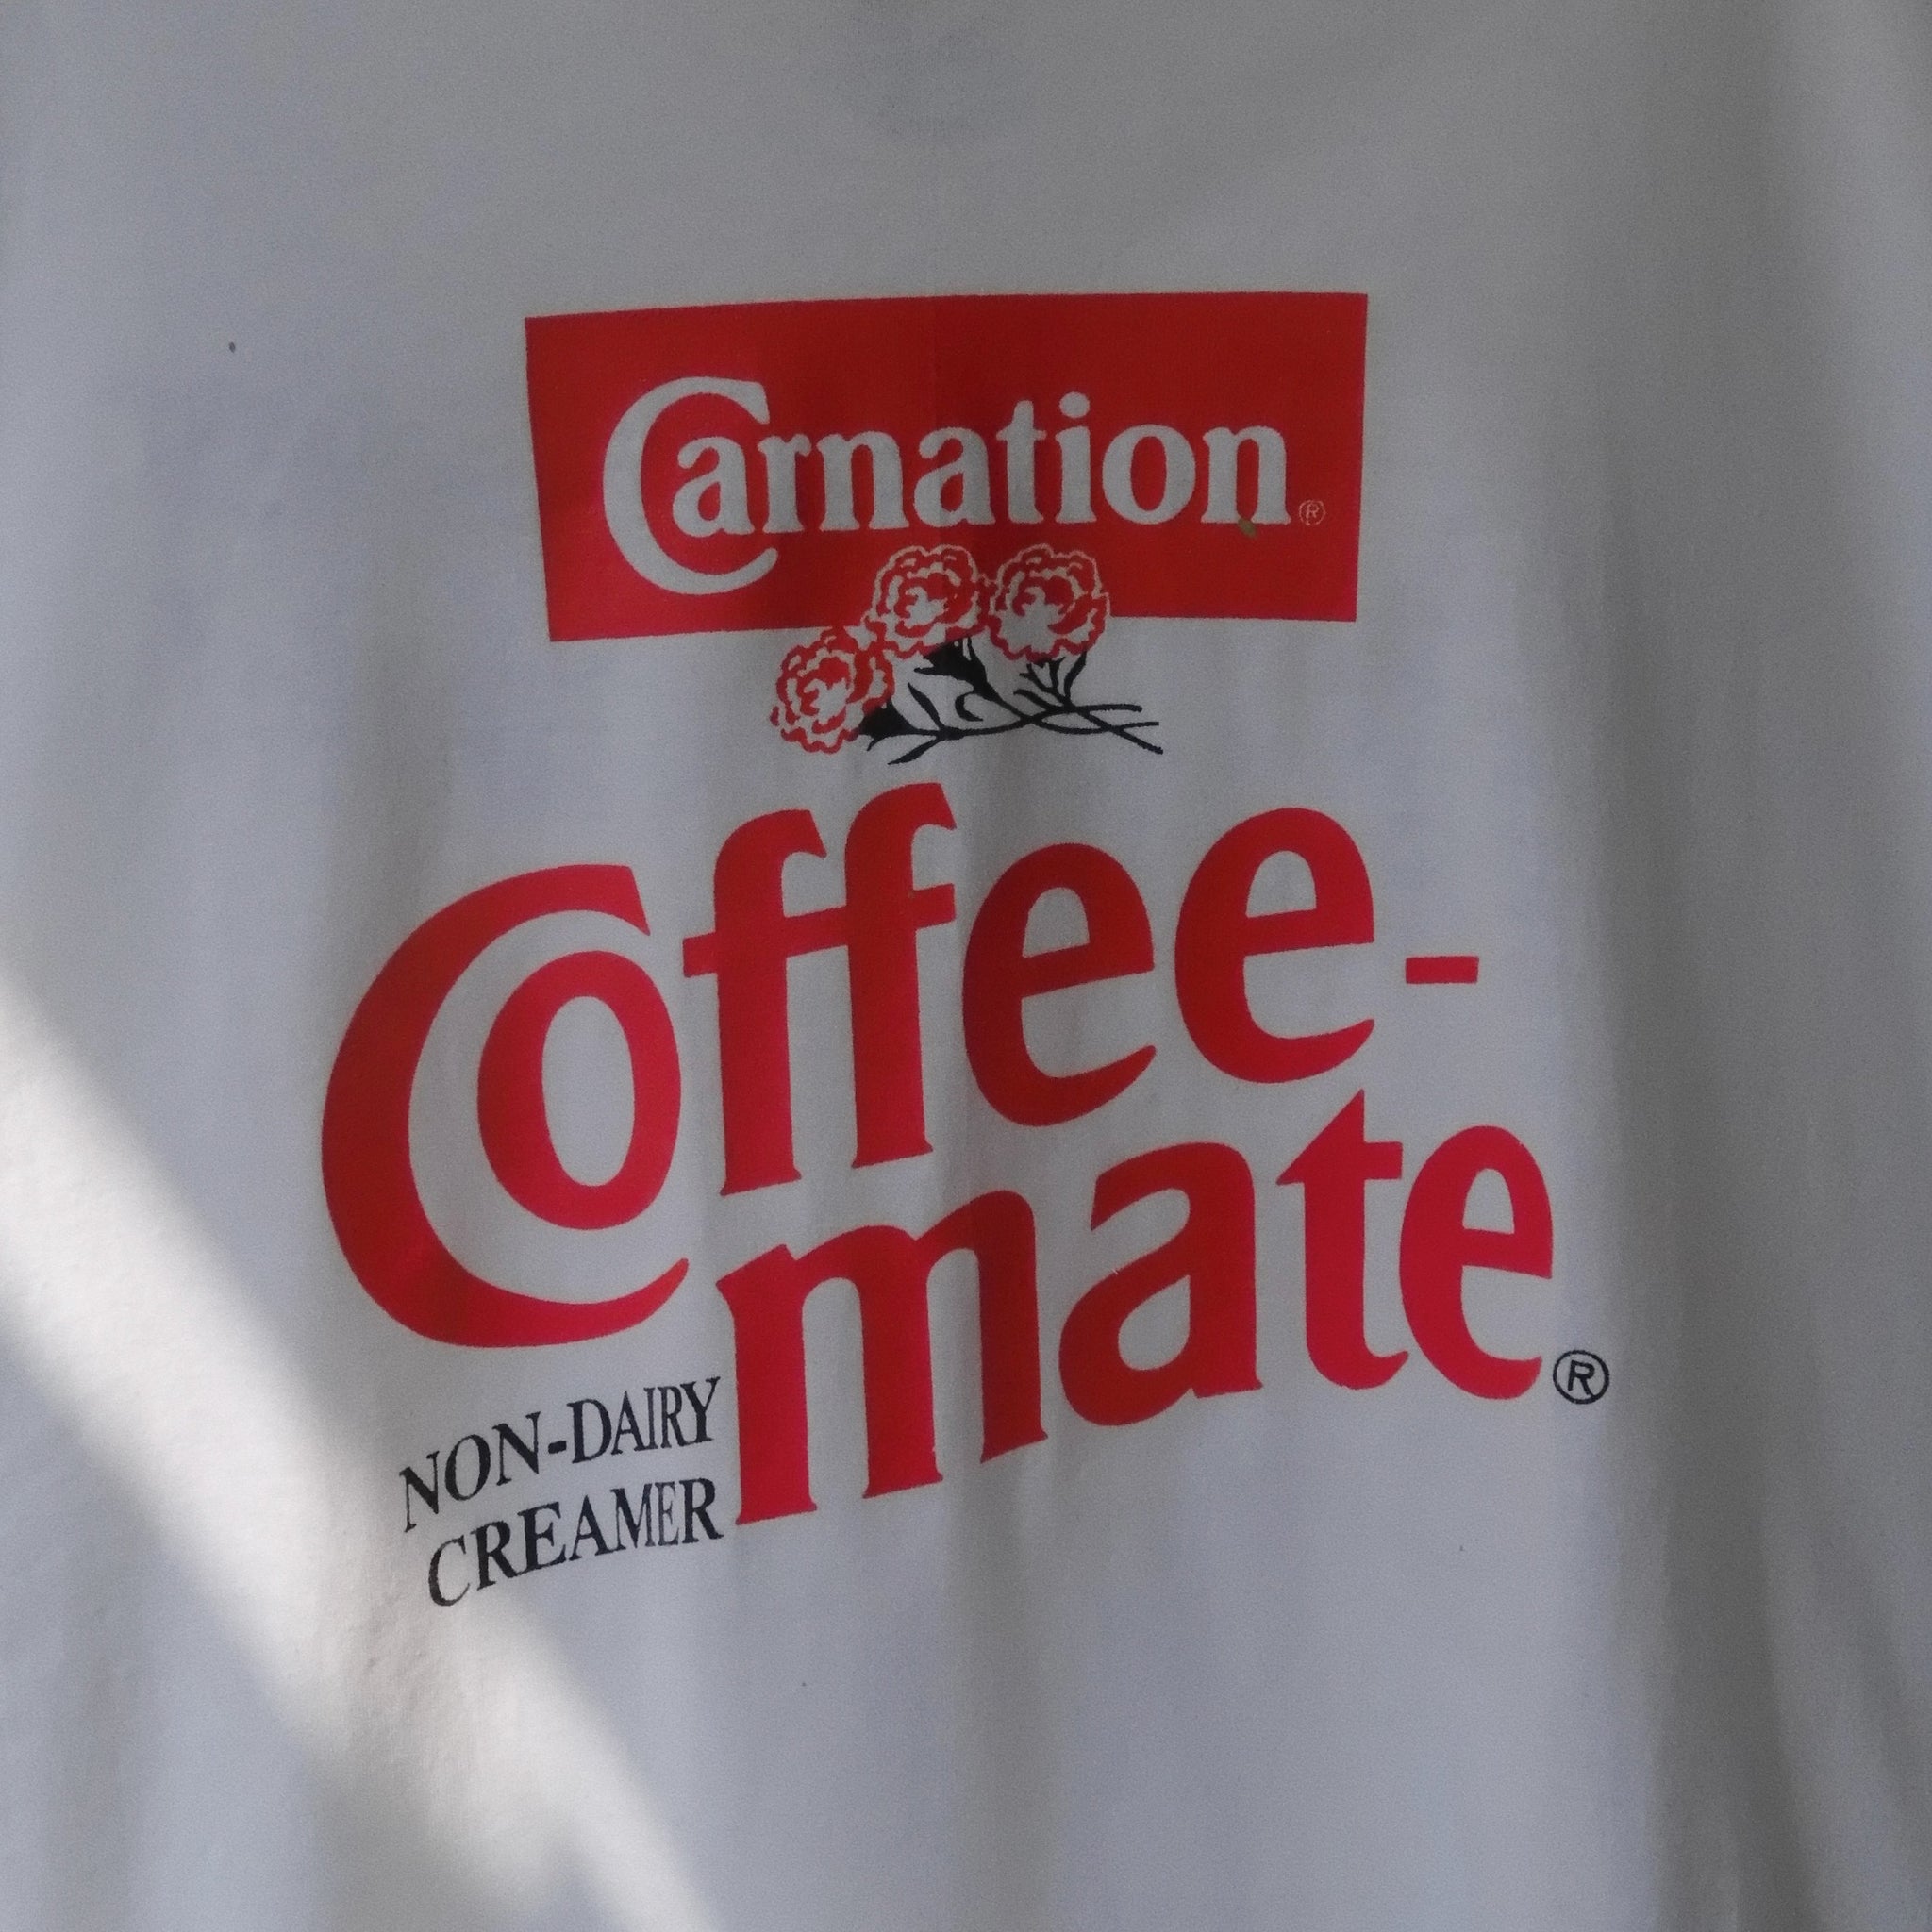 Carnation®
Coffee-
mate®
NON-DAIRY
CREAMER